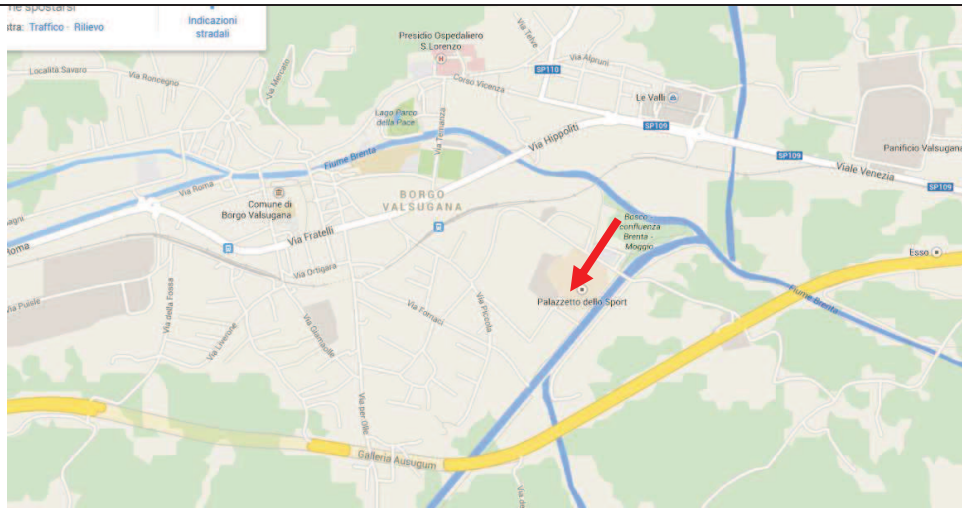 me spostarsi
Indicazioni
stradali
Traffico - Rilievo
Presidio Ospedaliero
S.Lorenzo
Via Telve
Via Alpruni
SP110
Località Savaro
Via Roncegno
Via Mercato
Corso Vicenza
Le Valli
Lago Parco
della Pace
Via Temanza
SP109
Via Hippoliti
SP109
Panificio Valsugana
Viale Venezia
SP109
Fiume Brenta
Via Roma
Comune di
Borgo Valsugana
BORGO
VALSUGANA
Via Fratelli
Bosco
confluenza
Brenta -
Moggio
Roma
Esso
Via Ortigara
Via Puisle
Via della Fossa
Via Liverone
Via Giamaolle
Via Fornaci
Via Piccola
Palazzetto dello Sport
Fiume Brenta
Via per Olle
Galleria Ausugum